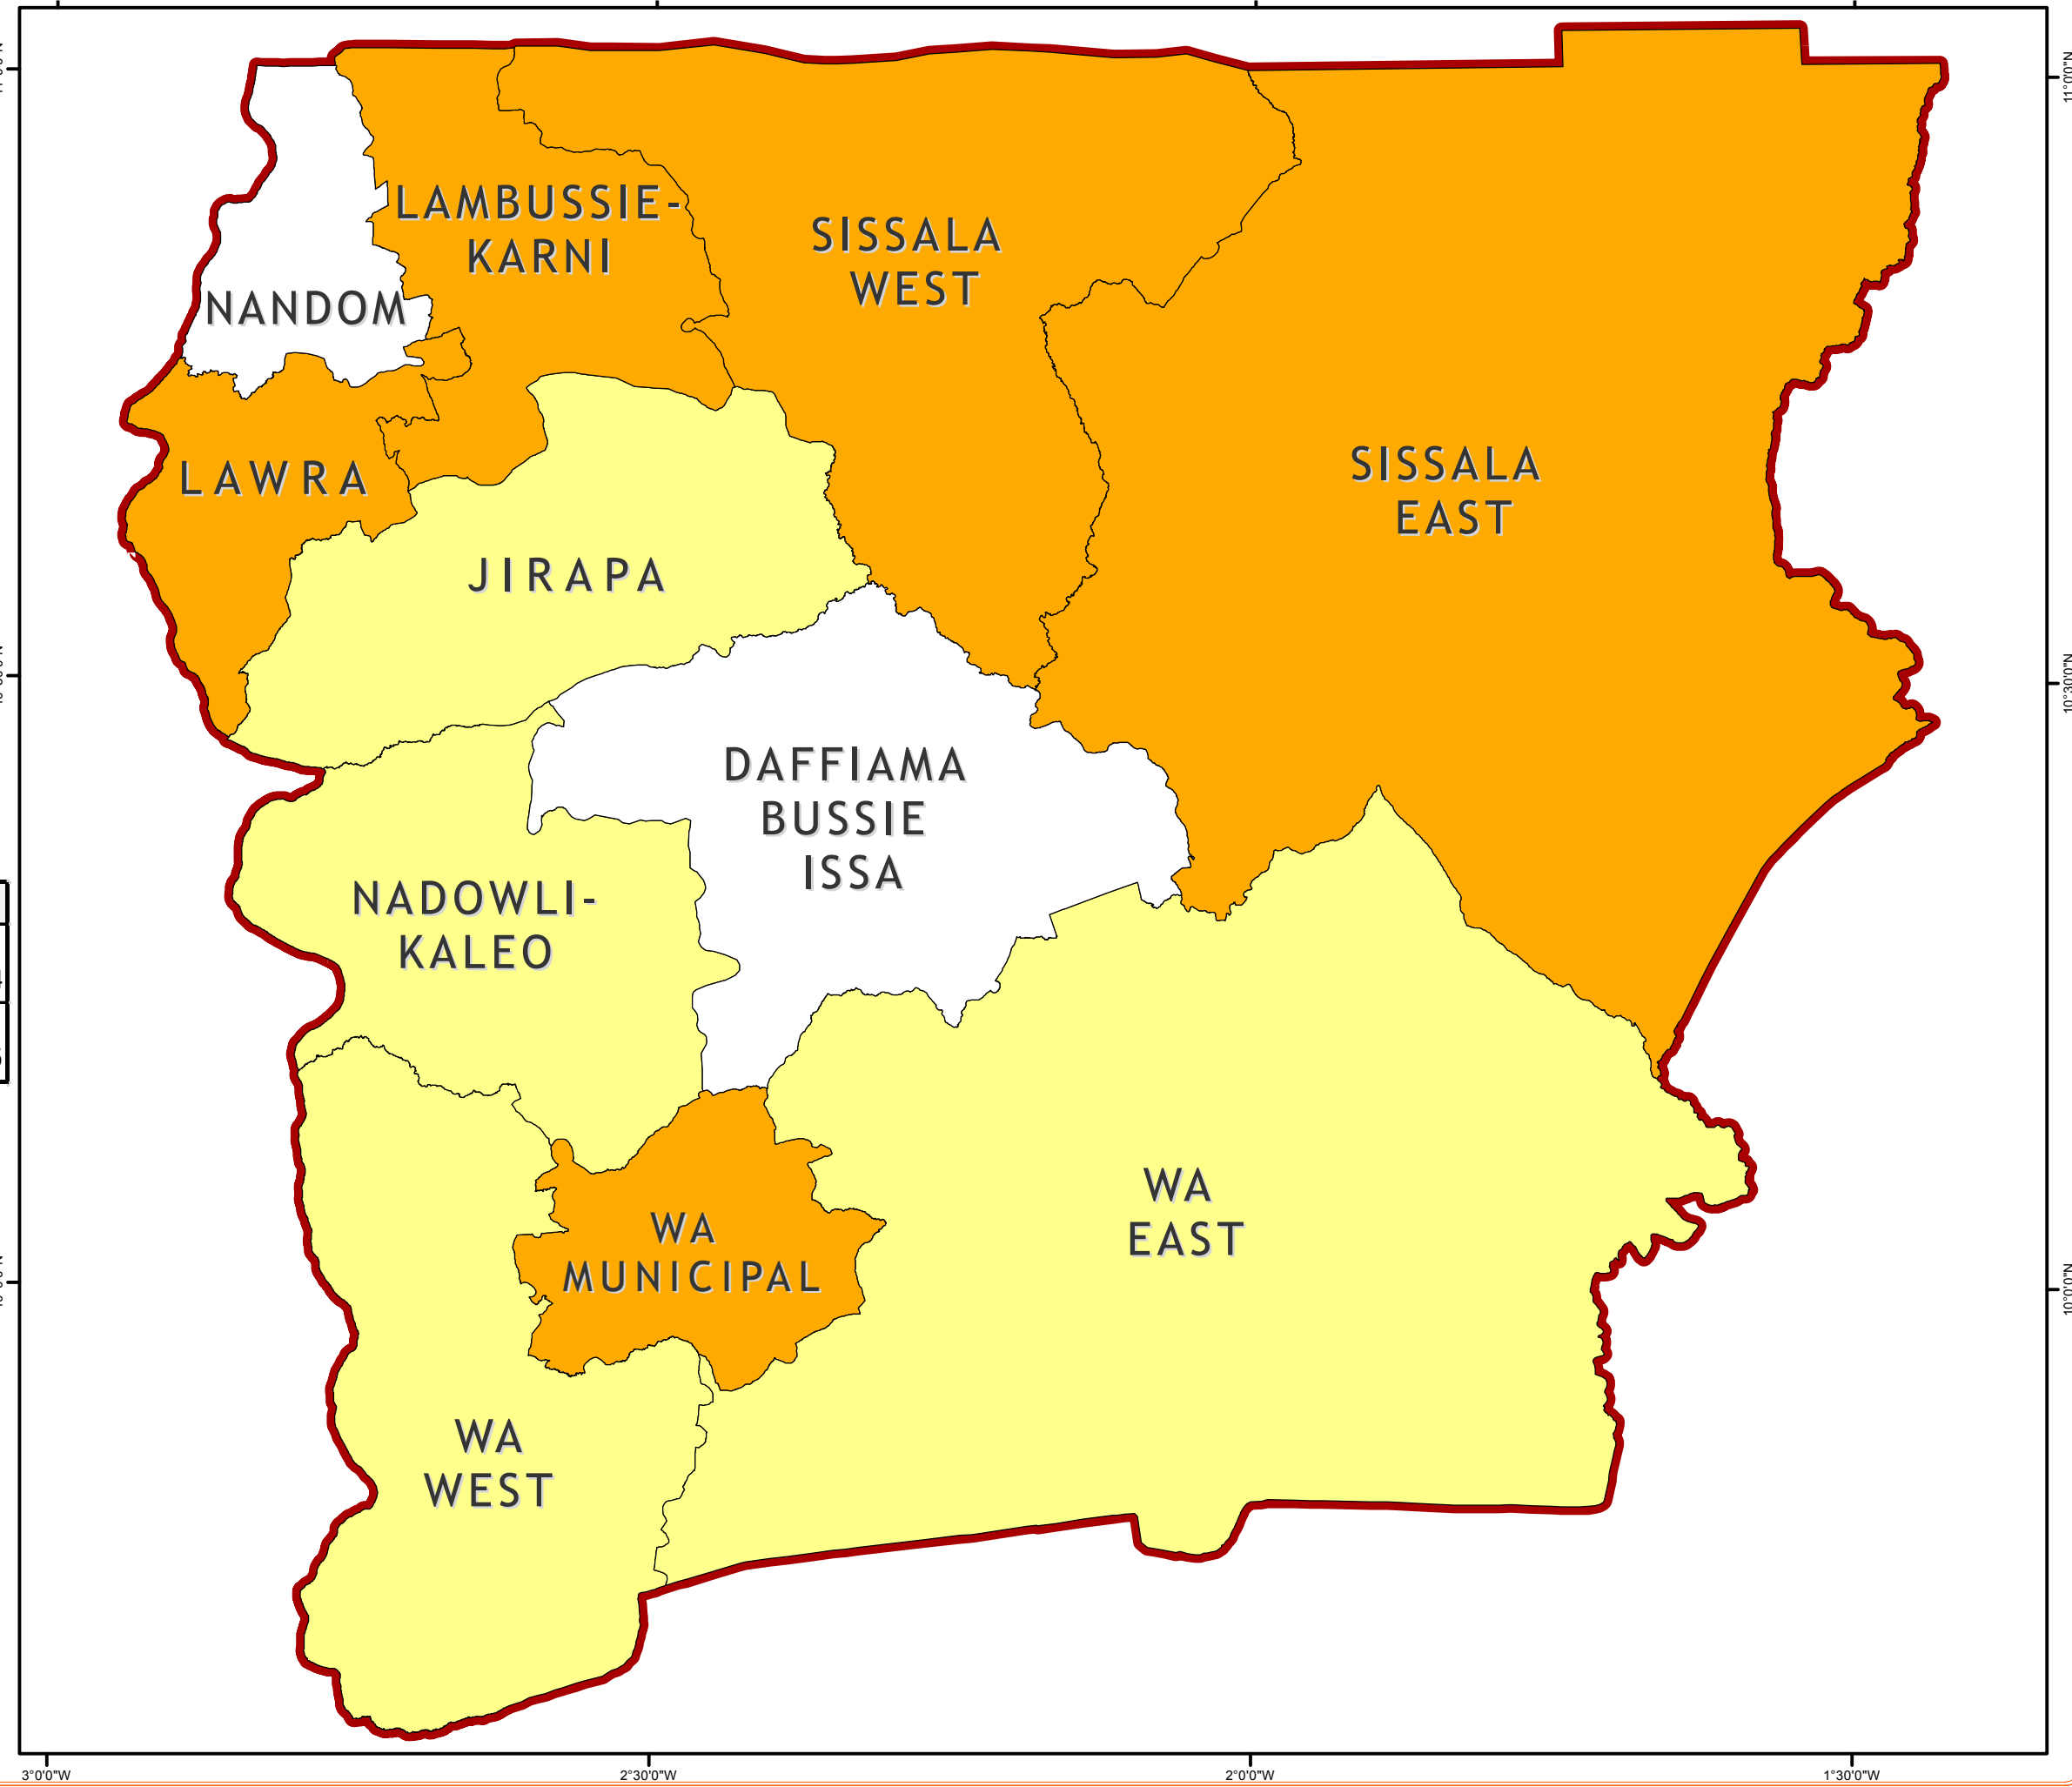 LAMBUSSIE-
KARNI
SISSALA
WEST
NANDOM
SISSALA
EAST
LAWRA
JIRAPA
DAFFIAMA
BUSSIE
ISSA
NADOWLI-
KALEO
WA
EAST
WA
MUNICIPAL
WA
WEST
11°0'0"N
10°30'0"N
10°0'0"N
3°0'0"W
2°30'0"W
2°0'0"W
1°30'0"W